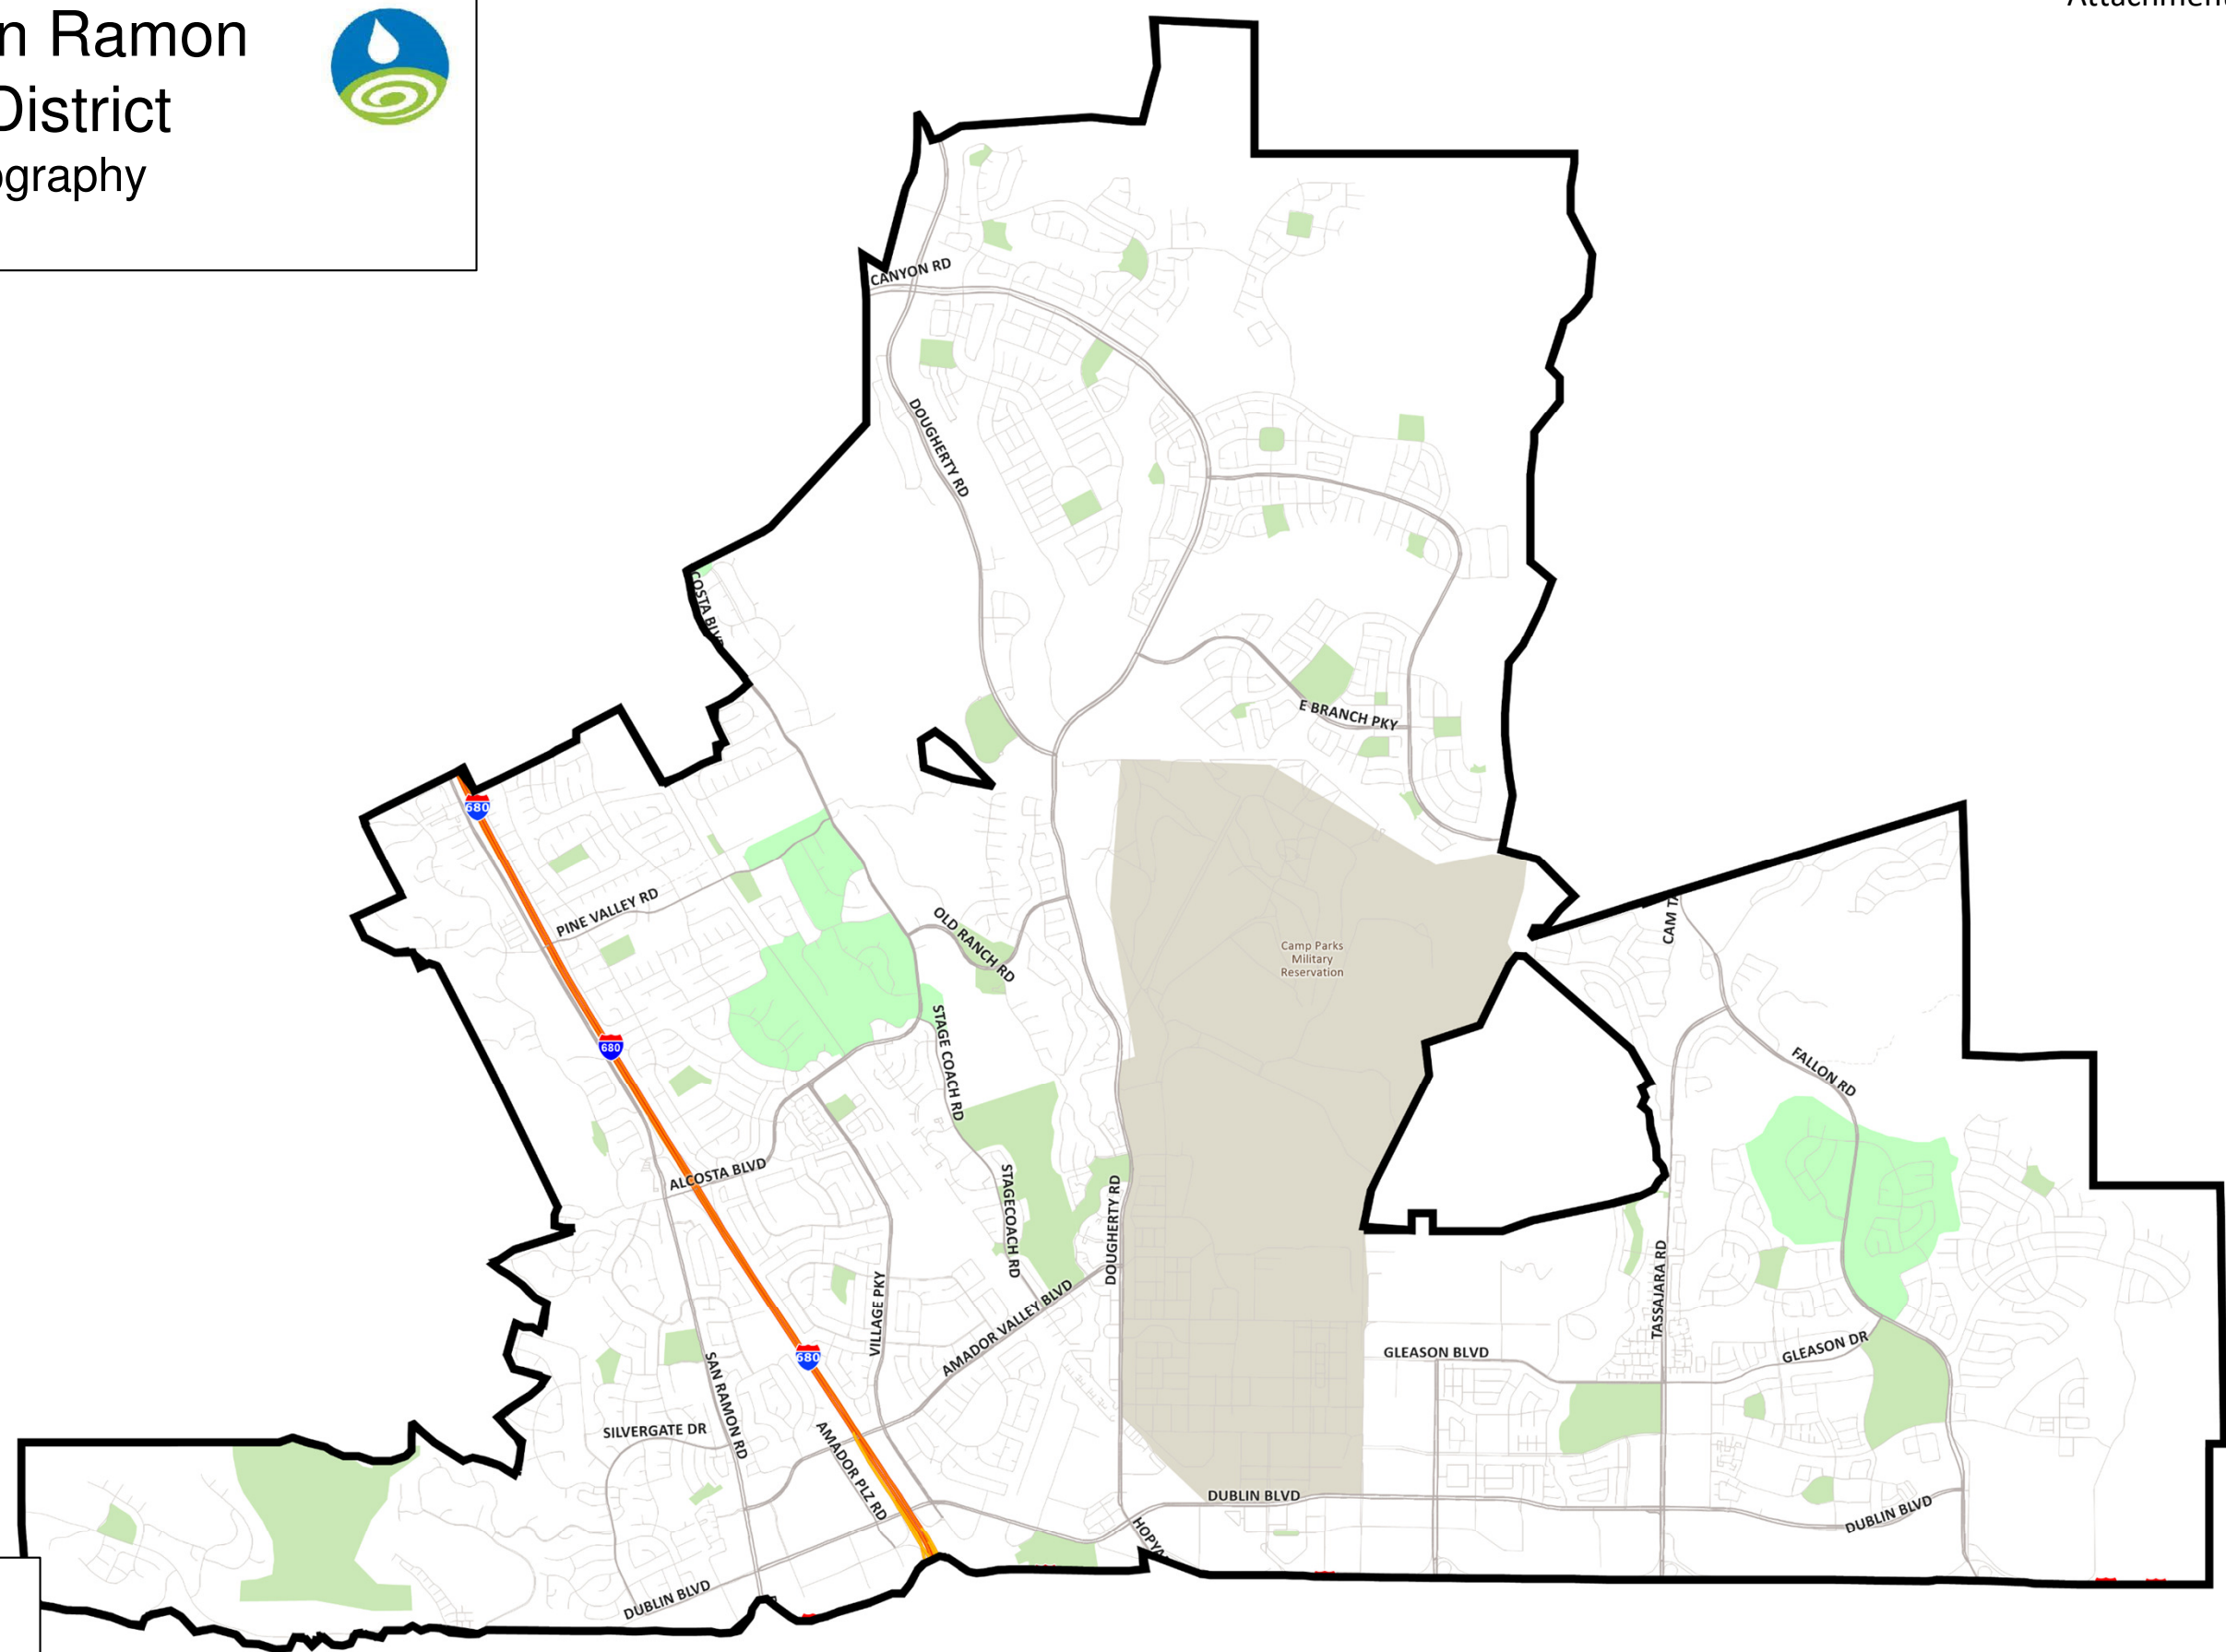 n Ramon
District
ography
CANYON RD
DOUGHERTY RD
COSTA BLVD
E BRANCH PKY
680
PINE VALLEY RD
OLD RANCH RD
Camp Parks
Military
Reservation
CAM TA
680
STAGE COACH RD
FALLON RD
ALCOSTA BLVD
STAGECOACH RD
DOUGHERTY RD
VILLAGE PKY
AMADOR VALLEY BLVD
TASSAJARA RD
680
GLEASON BLVD
GLEASON DR
SAN RAMON RD
SILVERGATE DR
AMADOR PLZ RD
DUBLIN BLVD
DUBLIN BLVD
HOPYA
DUBLIN BLVD